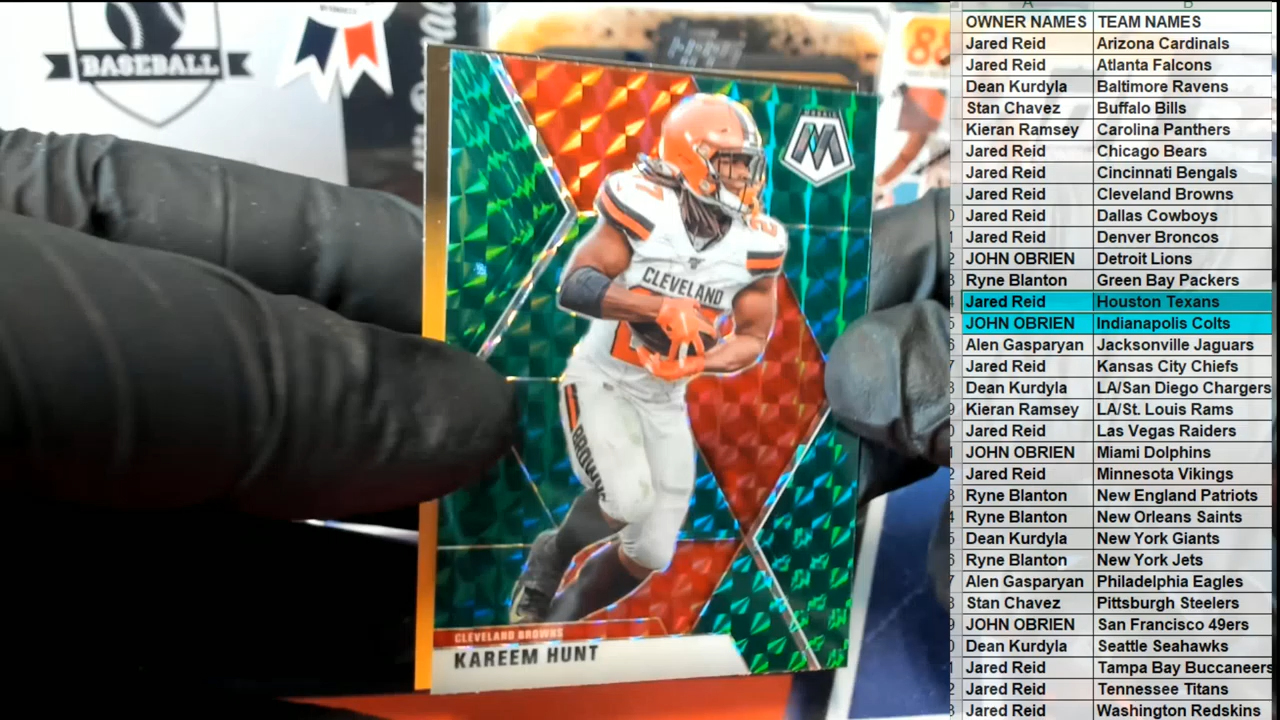 BASEBALL
MOSAIC
M
27
CLEVELAND
BROWNS
CLEVELAND BROWNS
KAREEM HUNT
A B
OWNER NAMES TEAM NAMES
Jared Reid Arizona Cardinals
Jared Reid Atlanta Falcons
Dean Kurdyla Baltimore Ravens
Stan Chavez Buffalo Bills
Kieran Ramsey Carolina Panthers
Jared Reid Chicago Bears
Jared Reid Cincinnati Bengals
Jared Reid Cleveland Browns
Jared Reid Dallas Cowboys
Jared Reid Denver Broncos
JOHN OBRIEN Detroit Lions
Ryne Blanton Green Bay Packers
Jared Reid Houston Texans
JOHN OBRIEN Indianapolis Colts
Alen Gasparyan Jacksonville Jaguars
Jared Reid Kansas City Chiefs
Dean Kurdyla LA/San Diego Chargers
Kieran Ramsey LA/St. Louis Rams
Jared Reid Las Vegas Raiders
JOHN OBRIEN Miami Dolphins
Jared Reid Minnesota Vikings
Ryne Blanton New England Patriots
Ryne Blanton New Orleans Saints
Dean Kurdyla New York Giants
Ryne Blanton New York Jets
Alen Gasparyan Philadelphia Eagles
Stan Chavez Pittsburgh Steelers
JOHN OBRIEN San Francisco 49ers
Dean Kurdyla Seattle Seahawks
Jared Reid Tampa Bay Buccaneers
Jared Reid Tennessee Titans
Jared Reid Washington Redskins